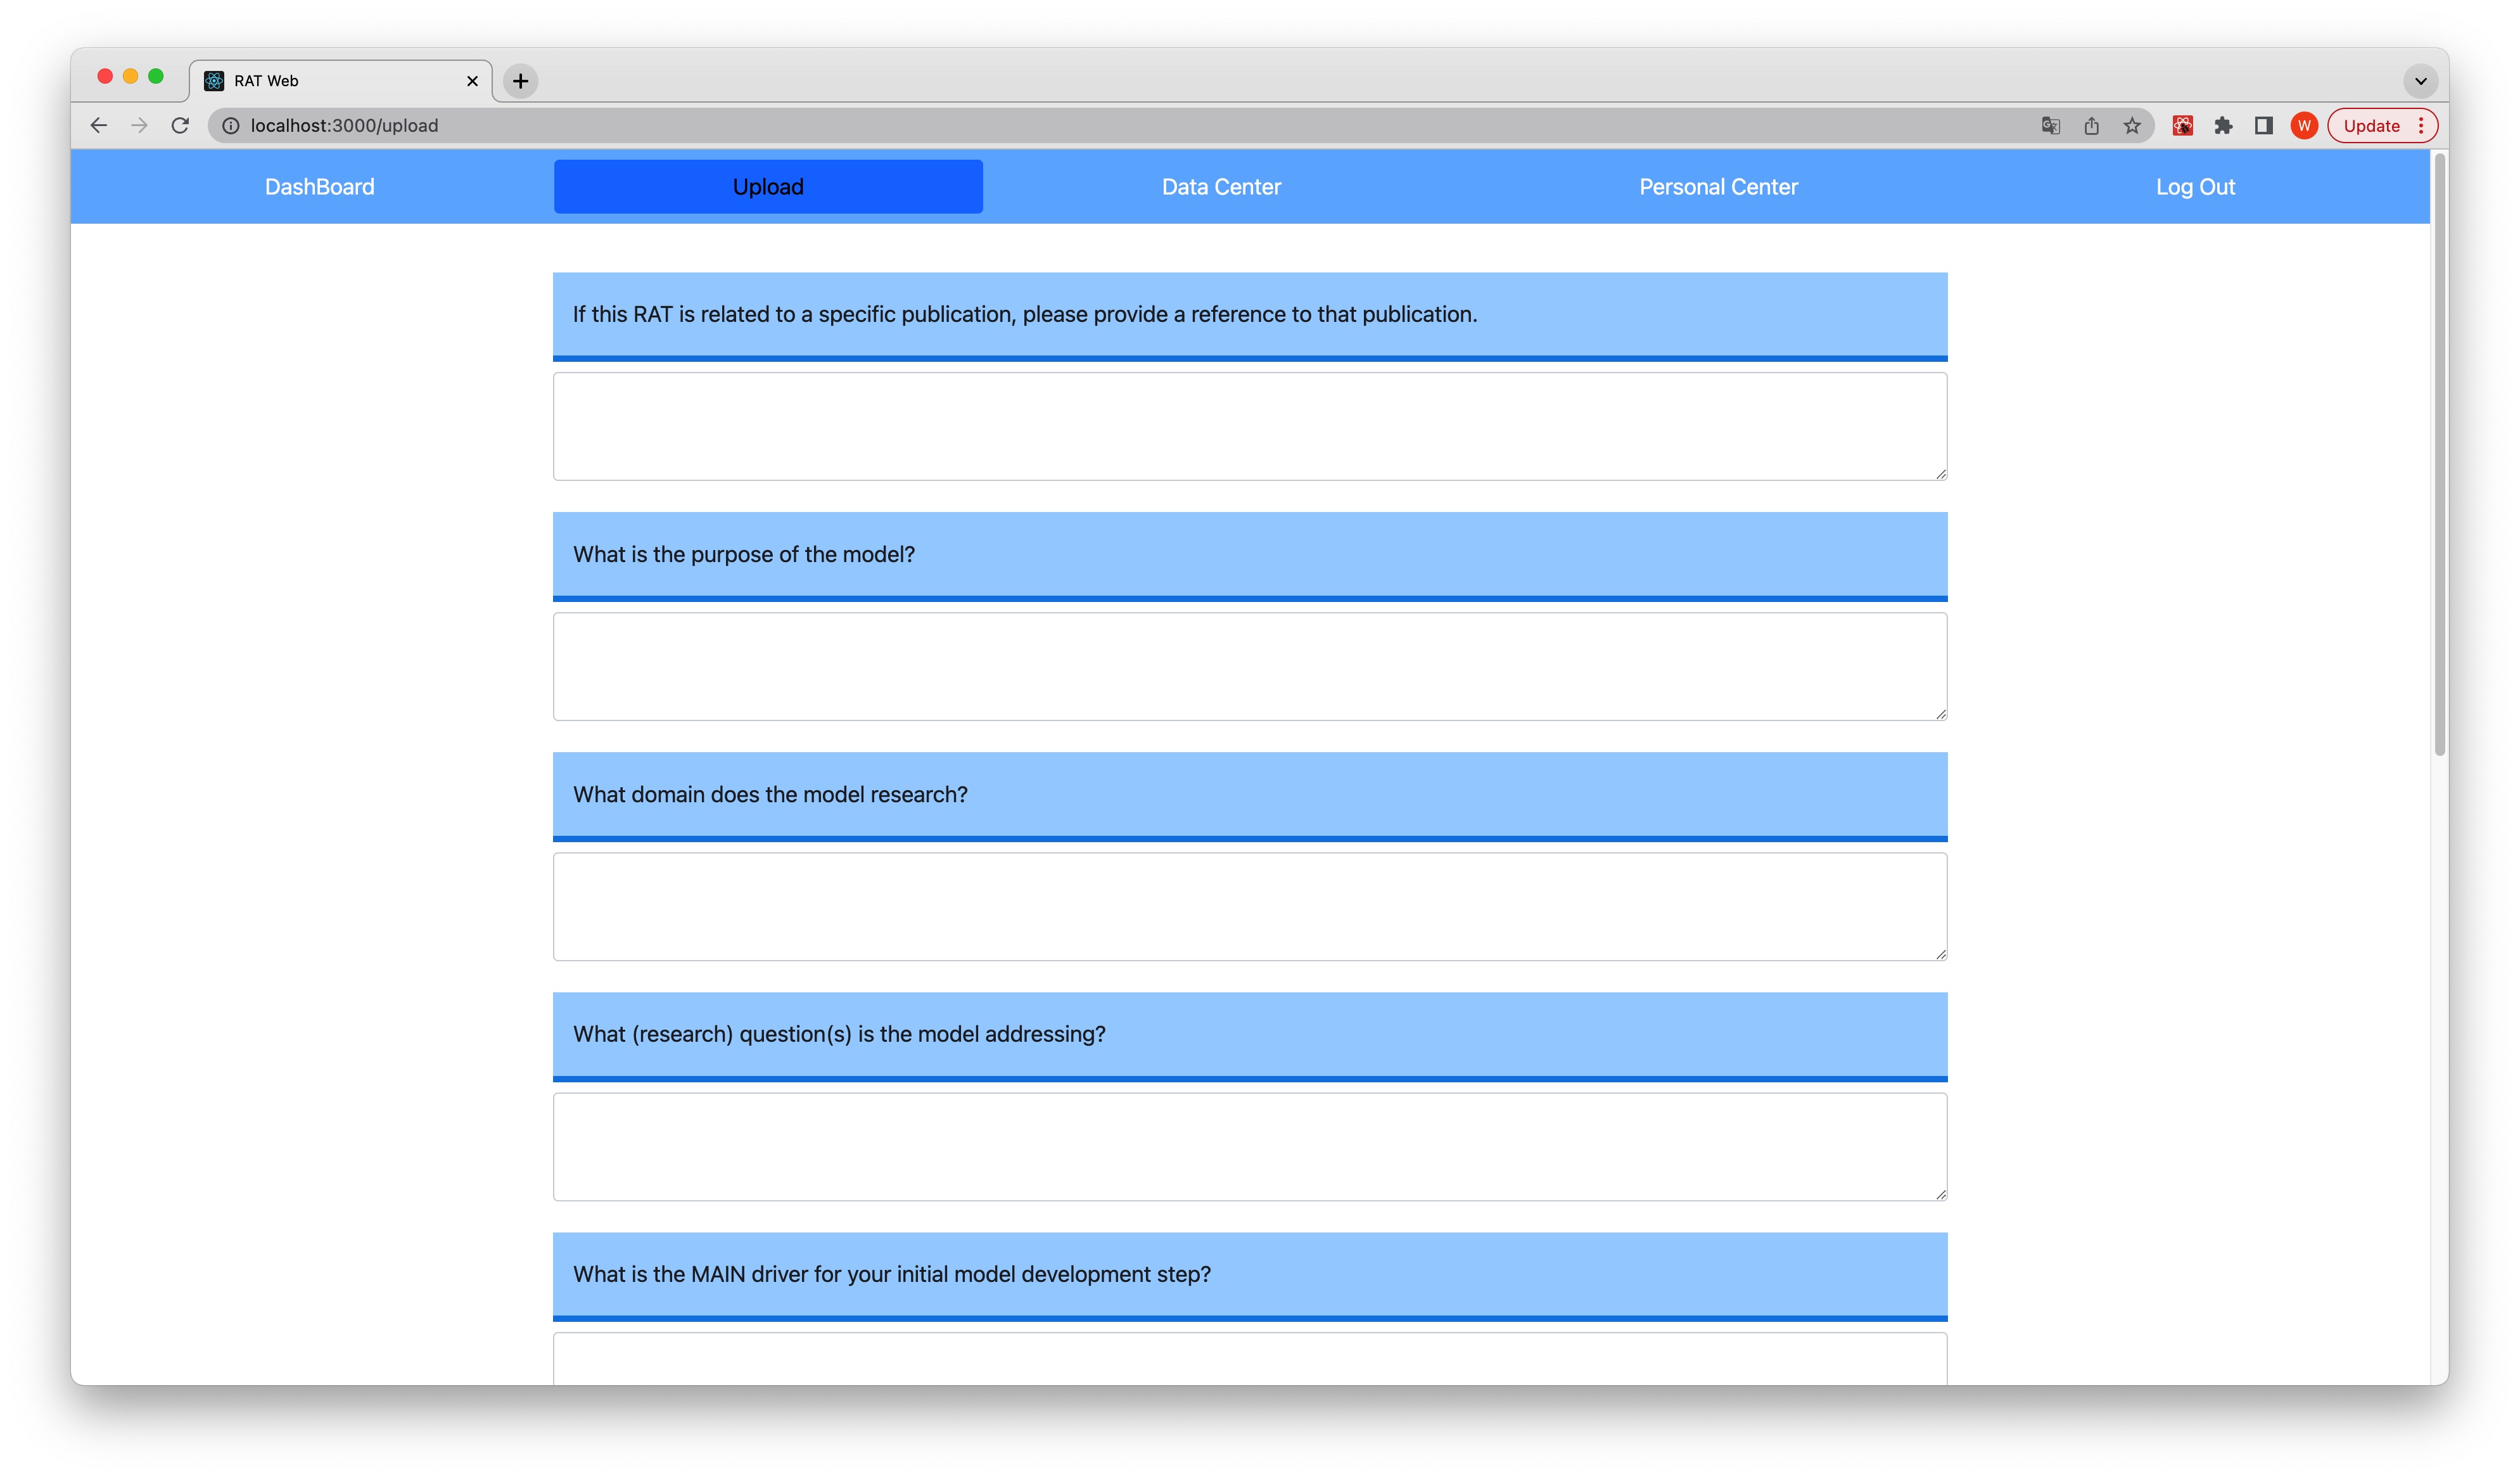 RAT Web
localhost:3000/upload
W
Update
DashBoard
Upload
Data Center
Personal Center
Log Out
If this RAT is related to a specific publication, please provide a reference to that publication.
What is the purpose of the model?
What domain does the model research?
What (research) question(s) is the model addressing?
What is the MAIN driver for your initial model development step?